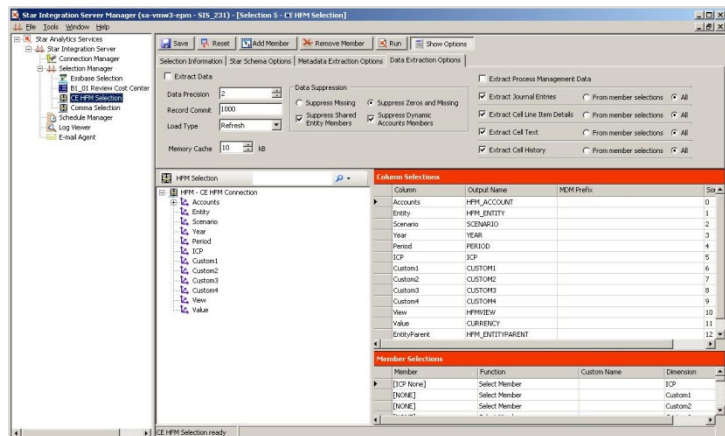 Star Integration Server Manager (sa-vmw3-epm - SIS_231) - [Selection 5 - CE HFM Selection]
File Tools Window Help
Star Analytics Services
Star Integration Server
Connection Manager
Selection Manager
Essbase Selection
B1_01 Review Cost Center
CE HFM Selection
Comma Selection
Schedule Manager
Log Viewer
E-mail Agent
Save Reset Add Member Remove Member Run Show Options
Selection Information Star Schema Options Metadata Extraction Options Data Extraction Options
Extract Data
Data Precision 2
Record Commit 1000
Load Type Refresh
Memory Cache 10 kB
Data Suppression
Suppress Missing Suppress Zeros and Missing
Suppress Shared Entity Members Suppress Dynamic Accounts Members
Extract Process Management Data
Extract Journal Entries From member selections All
Extract Cell Line Item Details From member selections All
Extract Cell Text From member selections All
Extract Cell History From member selections All
HFM Selection
HFM - CE HFM Connection
Accounts
Entity
Scenario
Year
Period
ICP
Custom1
Custom2
Custom3
Custom4
View
Value
Column Selections
Column Output Name MDM Prefix
Accounts HFM_ACCOUNT 0
Entity HFM_ENTITY 1
Scenario SCENARIO 2
Year YEAR 3
Period PERIOD 4
ICP ICP 5
Custom1 CUSTOM1 6
Custom2 CUSTOM2 7
Custom3 CUSTOM3 8
Custom4 CUSTOM4 9
View HFMVIEW 10
Value CURRENCY 11
EntityParent HFM_ENTITYPARENT 12
Member Selections
Member Function Custom Name Dimension
[ICP None] Select Member ICP
[NONE] Select Member Custom1
[NONE] Select Member Custom2
CE HFM Selection ready